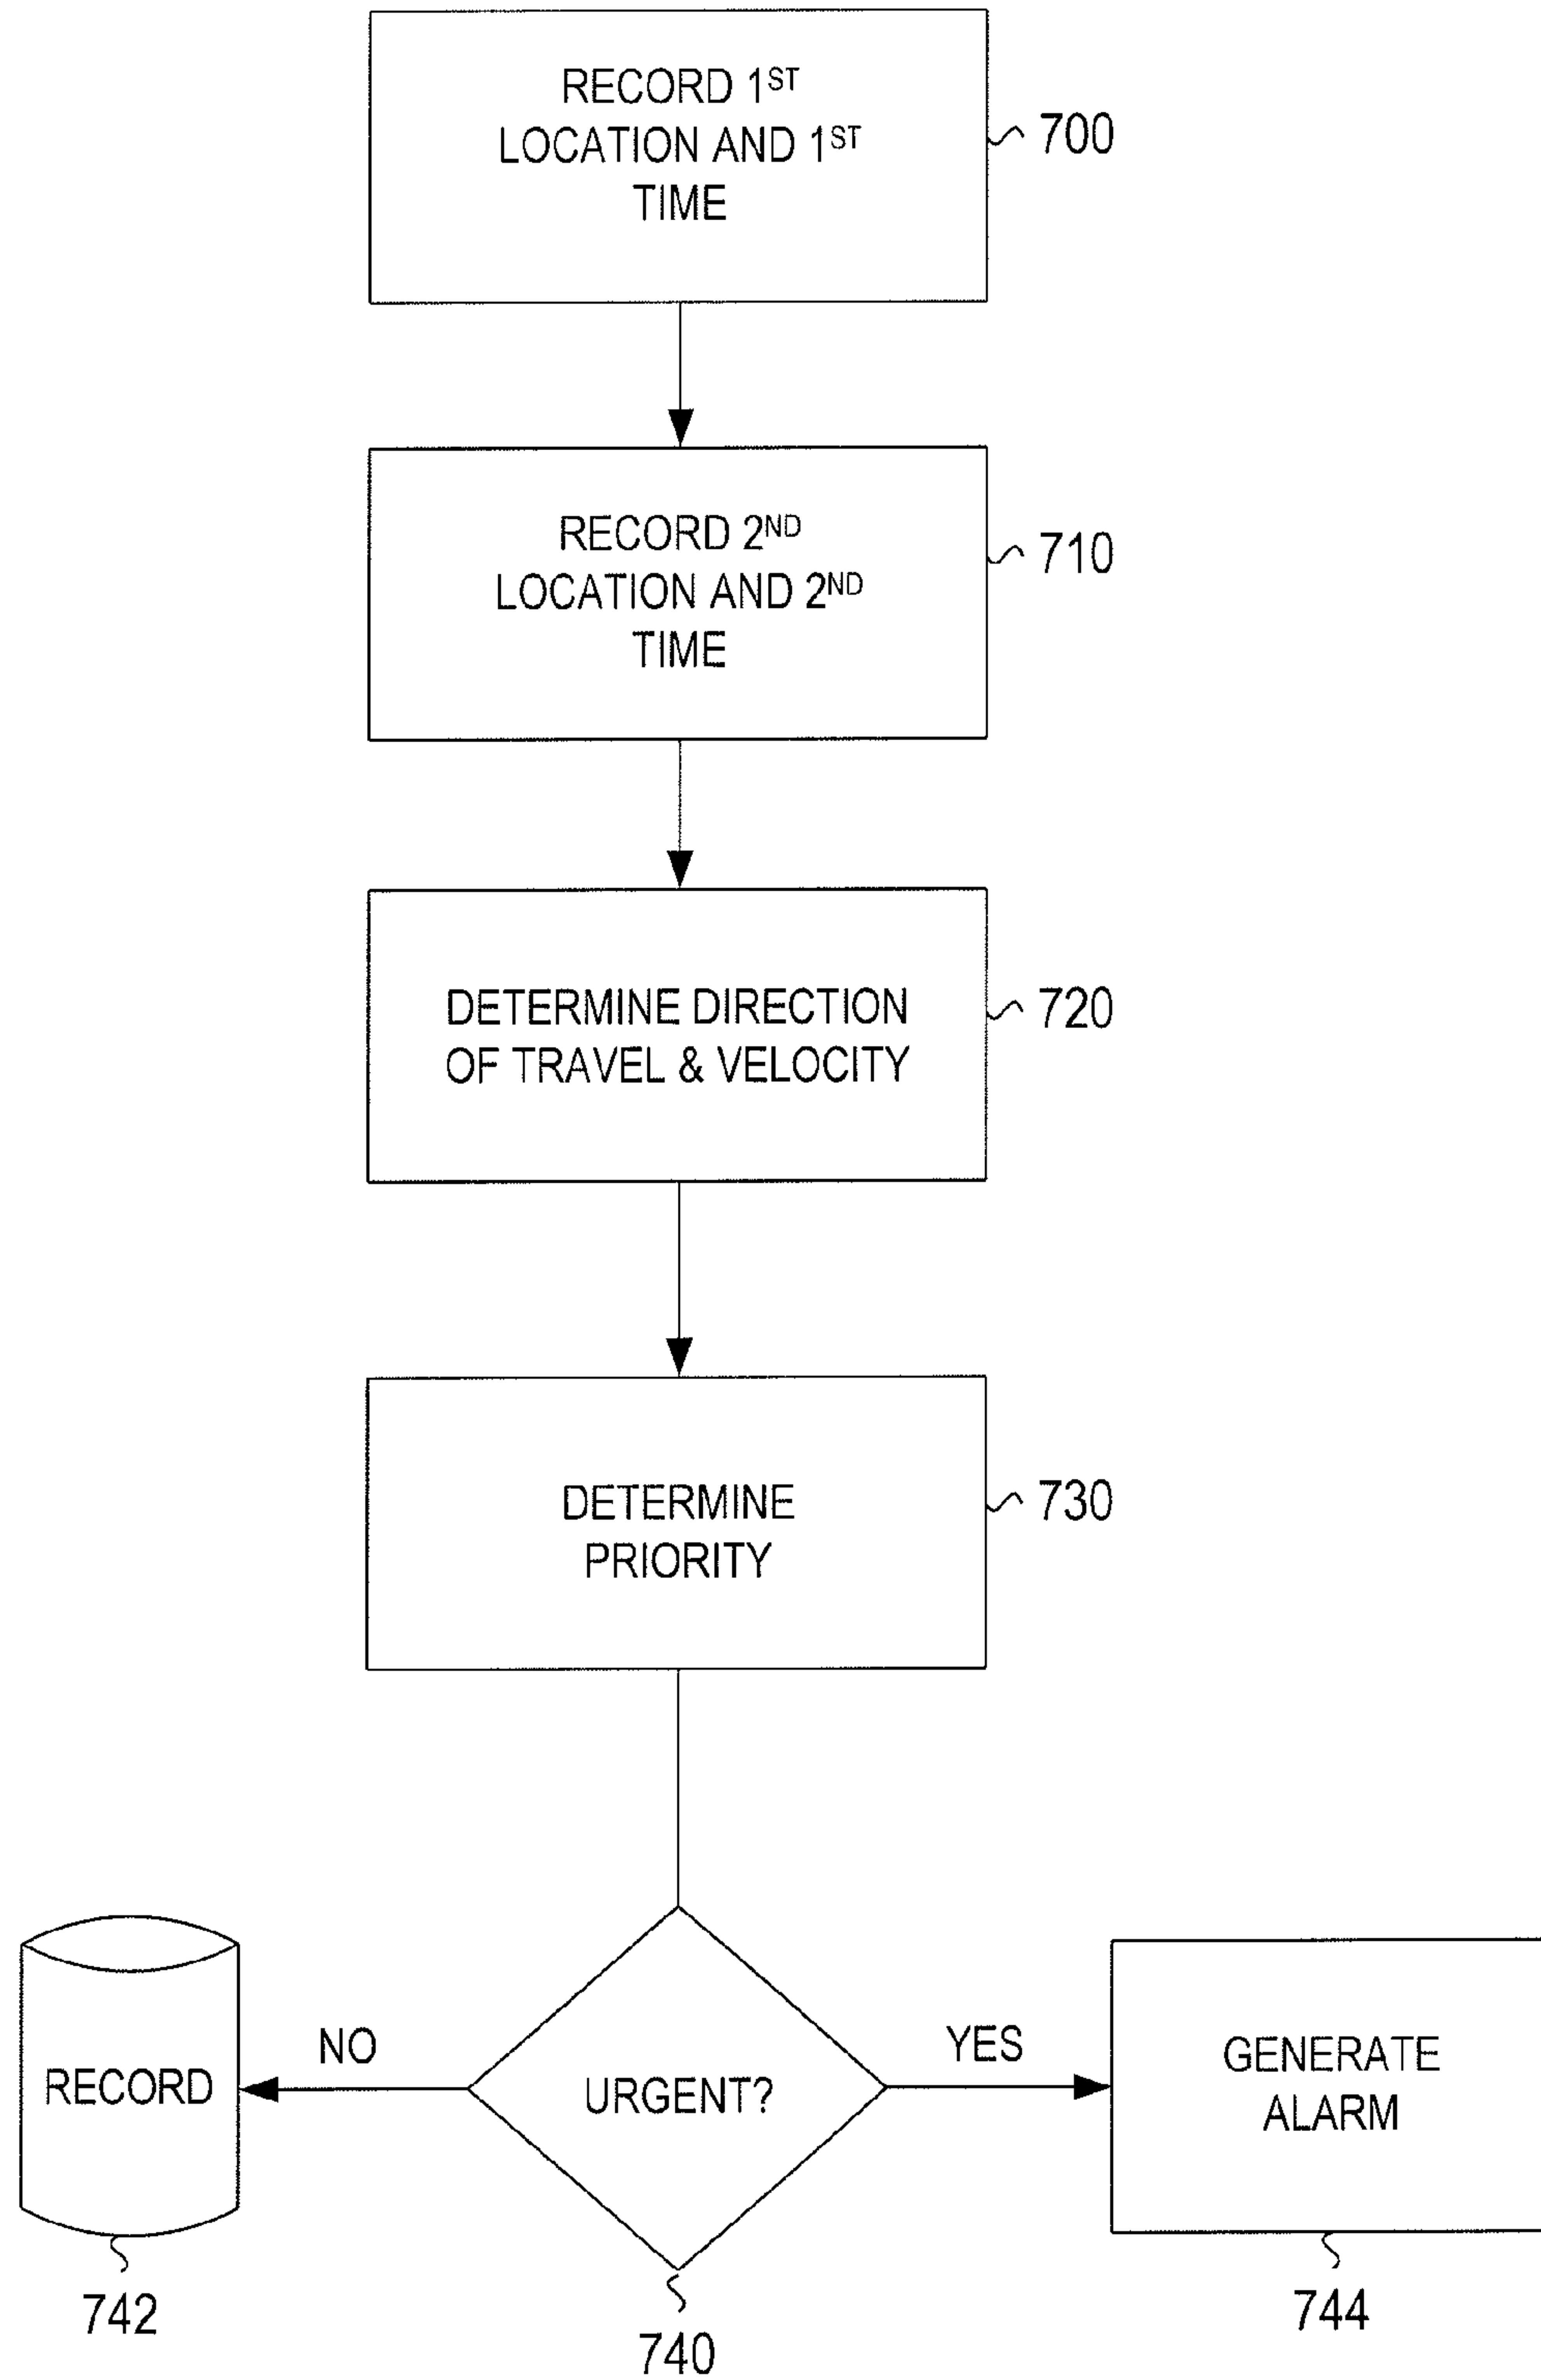 RECORD 1ST
LOCATION AND 1ST
TIME
700
RECORD 2ND
LOCATION AND 2ND
TIME
710
DETERMINE DIRECTION
OF TRAVEL & VELOCITY
720
DETERMINE
PRIORITY
730
RECORD
NO
URGENT?
YES
GENERATE
ALARM
742
740
744